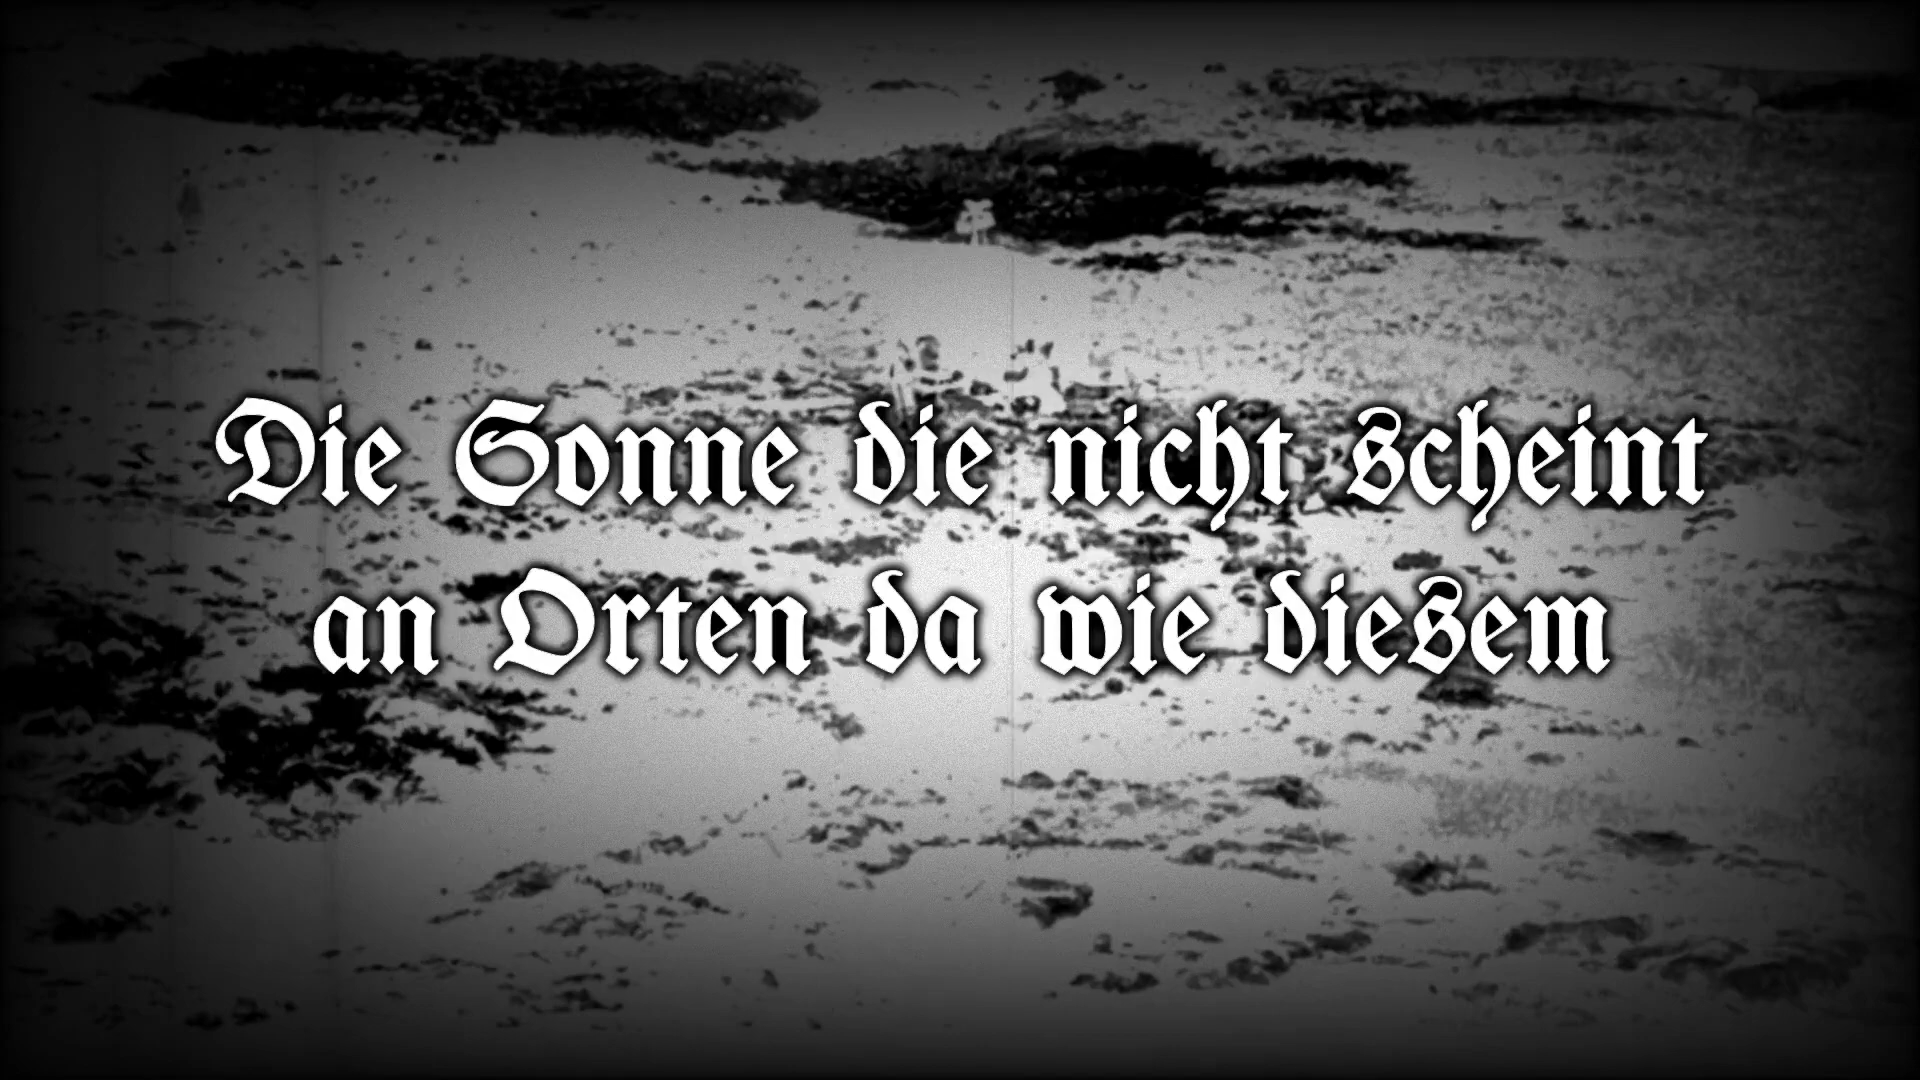 Die Sonne die nicht scheint
an Orten da wie diesem